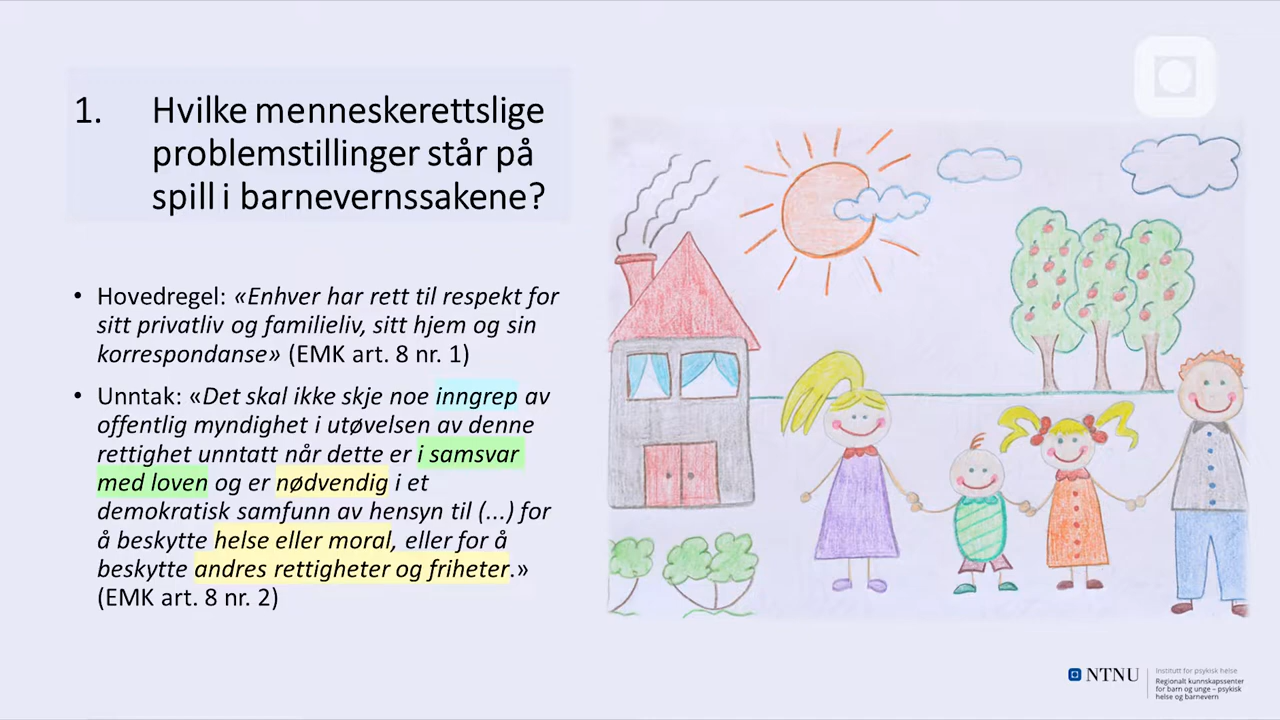 1. Hvilke menneskerettslige
problemstillinger står på
spill i barnevernssakene?
• Hovedregel: «Enhver har rett til respekt for
sitt privatliv og familieliv, sitt hjem og sin
korrespondanse» (EMK art. 8 nr. 1)
• Unntak: «Det skal ikke skje noe inngrep av
offentlig myndighet i utøvelsen av denne
rettighet unntatt når dette er i samsvar
med loven og er nødvendig i et
demokratisk samfunn av hensyn til (...) for
å beskytte helse eller moral, eller for å
beskytte andres rettigheter og friheter.»
(EMK art. 8 nr. 2)
NTNU
Institutt for psykisk helse
Regionalt kunnskapssenter
for barn og unge – psykisk
helse og barnevern